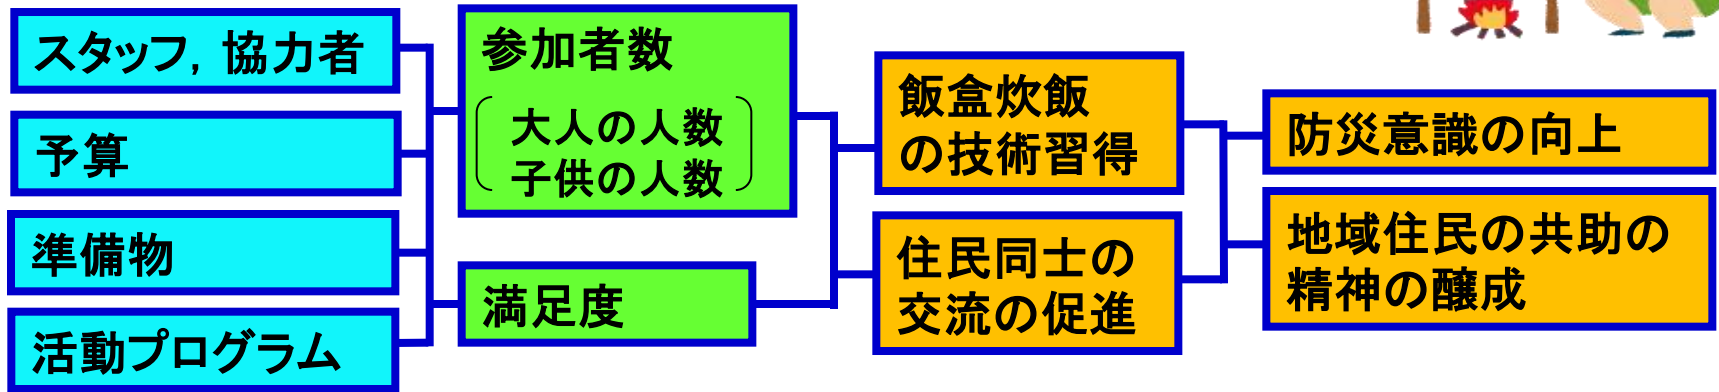 スタッフ，協力者
予算
準備物
活動プログラム
参加者数
大人の人数
子供の人数
満足度
飯盒炊飯
の技術習得
住民同士の
交流の促進
防災意識の向上
地域住民の共助の
精神の醸成